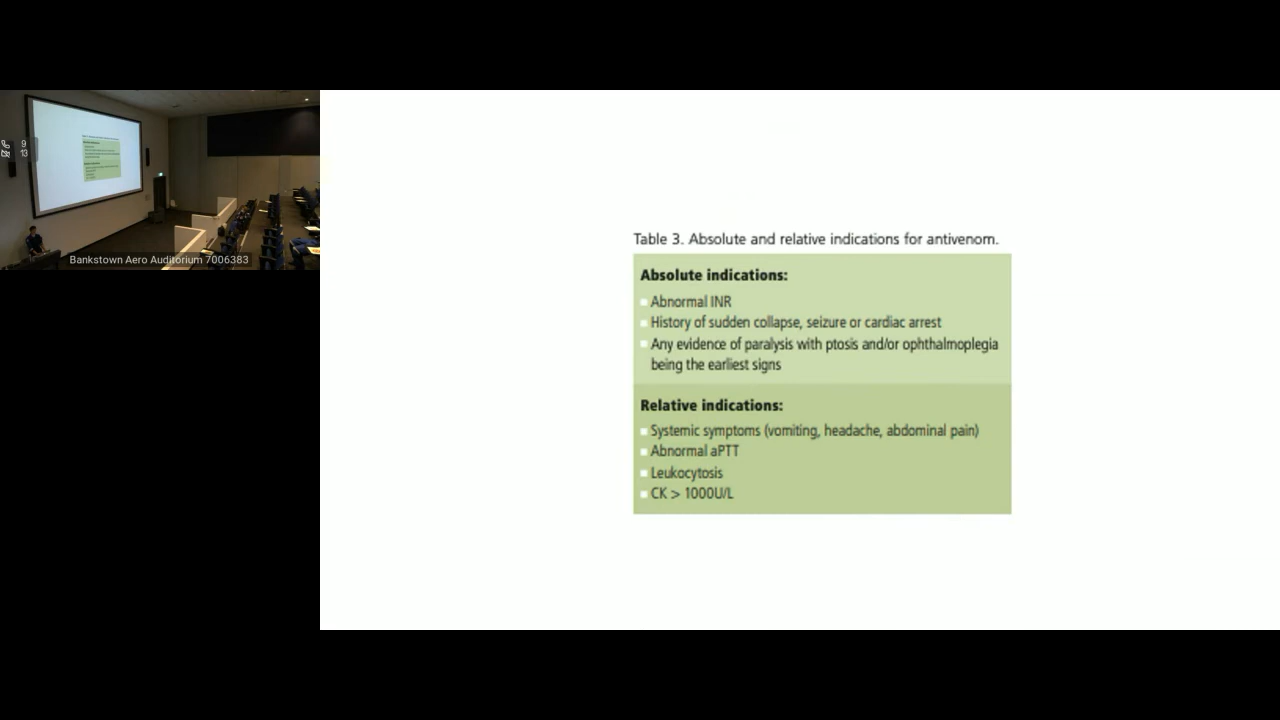 9
13
Bankstown Aero Auditorium 7006383
Table 3. Absolute and relative indications for antivenom.
Absolute indications:
Abnormal INR
History of sudden collapse, seizure or cardiac arrest
Any evidence of paralysis with ptosis and/or ophthalmoplegia
being the earliest signs
Relative indications:
Systemic symptoms (vomiting, headache, abdominal pain)
Abnormal aPTT
Leukocytosis
CK > 1000U/L